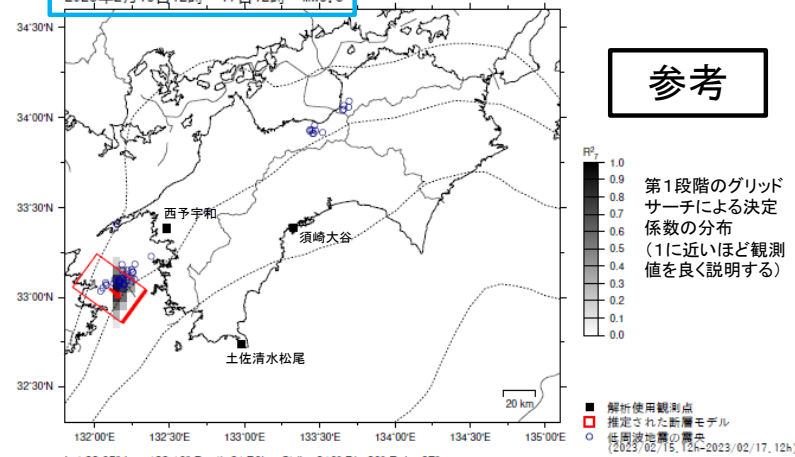 参考
34°30'N
34°00'N
33°30'N
33°00'N
32°30'N
西予宇和
須崎大谷
土佐清水松尾
20 km
132°00'E
132°30'E
133°00'E
133°30'E
134°00'E
134°30'E
135°00'E
R²₇
1.0
0.9
0.8
0.7
0.6
0.5
0.4
0.3
0.2
0.1
0.0
第1段階のグリッド
サーチによる決定
係数の分布
(1に近いほど観測
値を良く説明する)
解析使用観測点
推定された断層モデル
低周波地震の震央
(2023/02/15.12h-2023/02/17.12h)